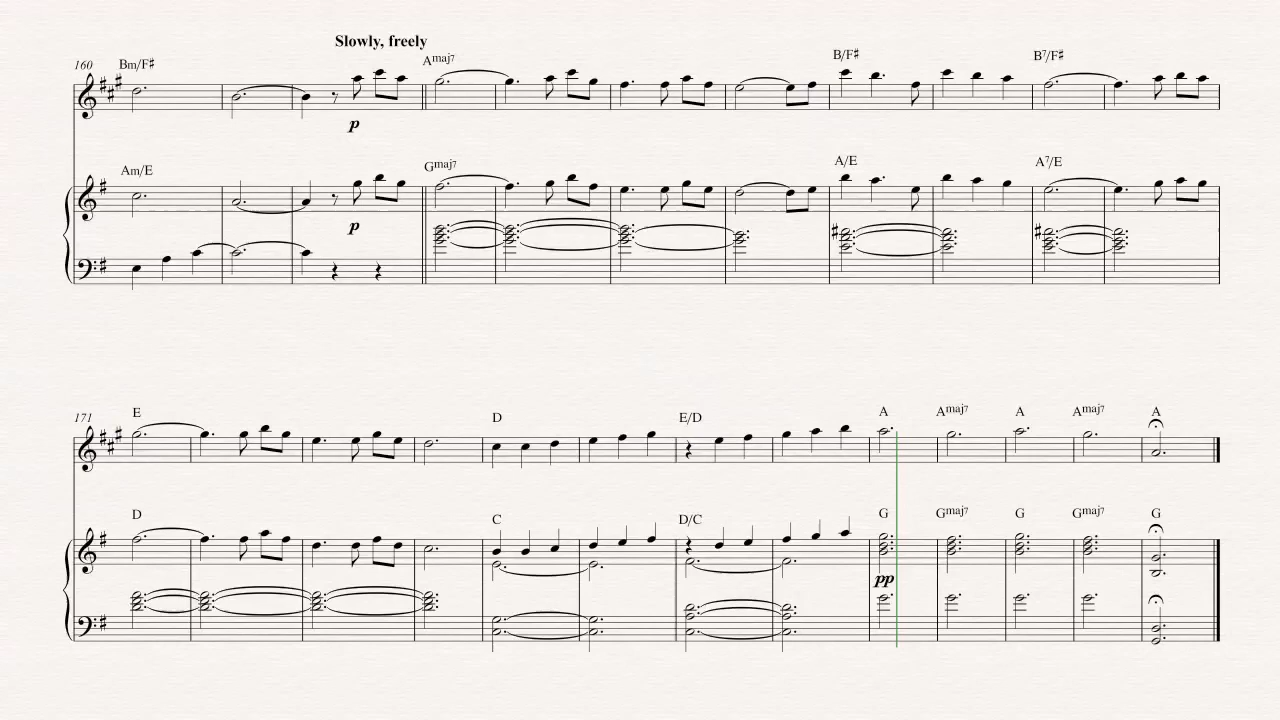 Slowly, freely
160 Bm/F♯ Amaj7 B/F♯ B7/F♯
p
Am/E Gmaj7 A/E A7/E
p
171 E D E/D A Amaj7 A Amaj7 A
D C D/C G Gmaj7 G Gmaj7 G
pp